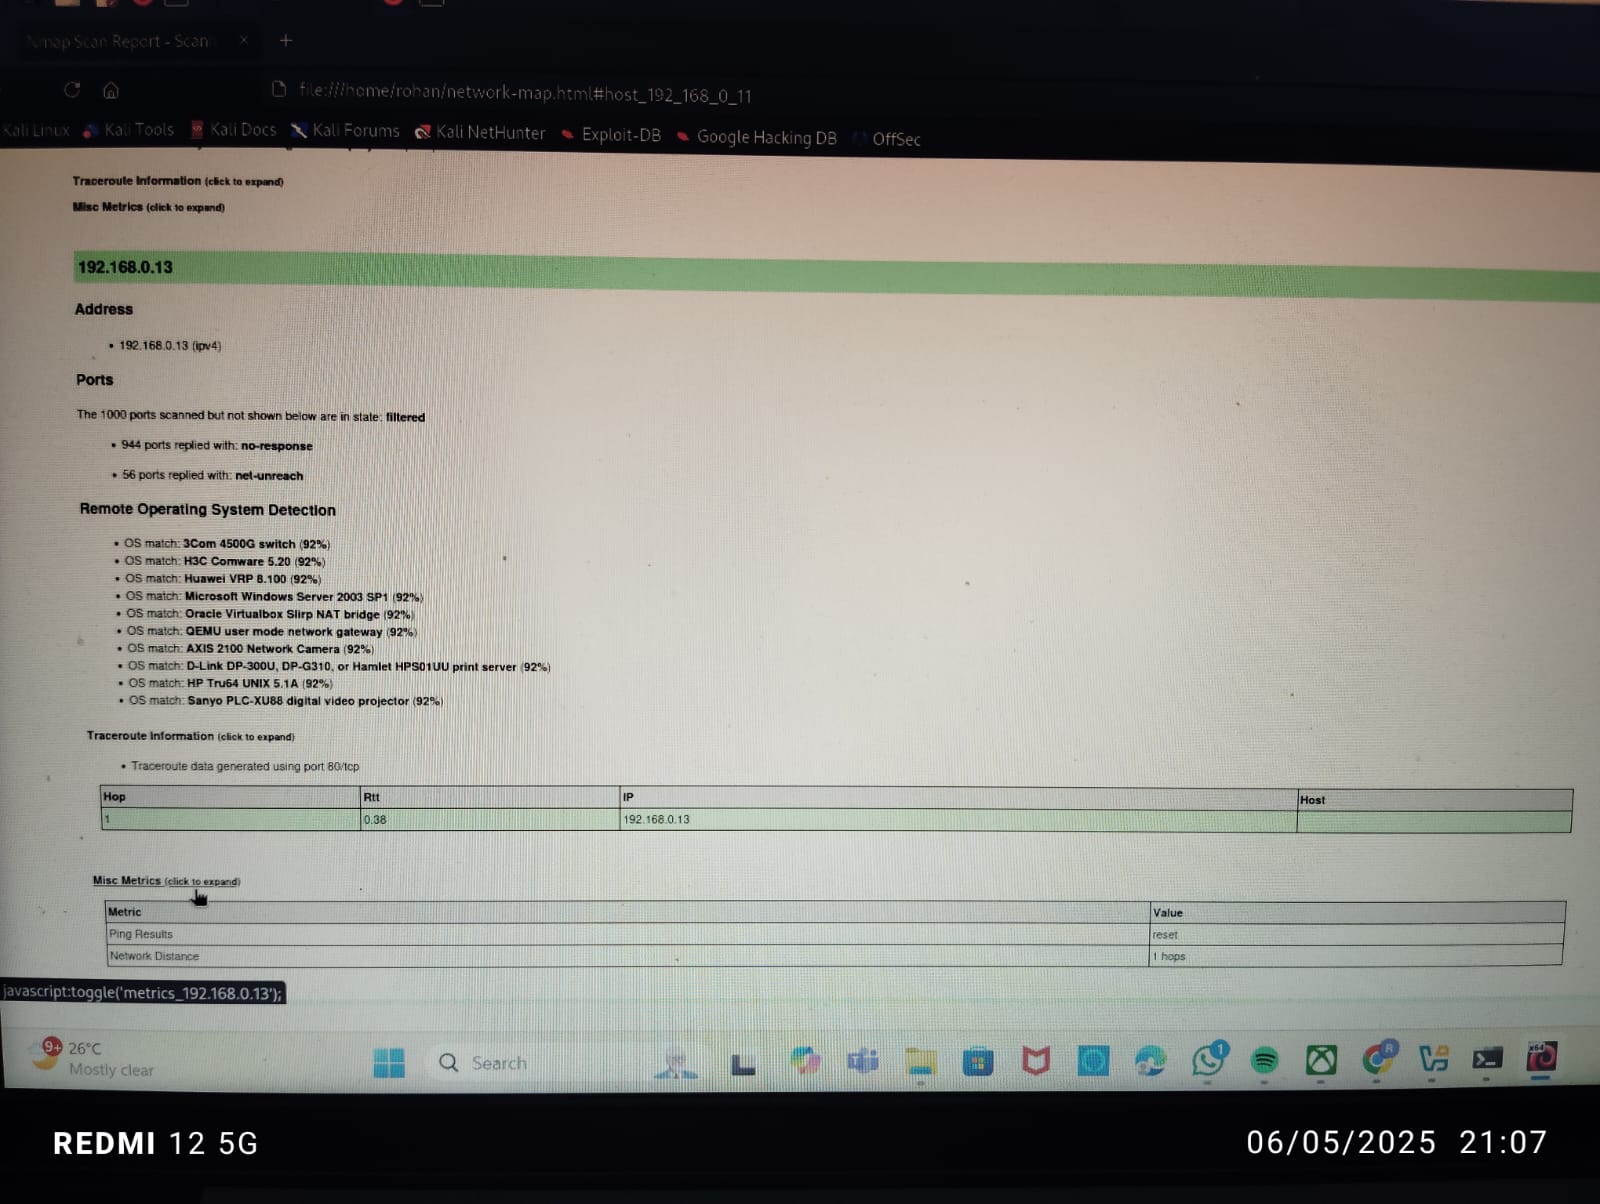 Nmap Scan Report - Scan
file:///home/rohan/network-map.html#host_192_168_0_11
Kali Linux Kali Tools Kali Docs Kali Forums Kali NetHunter Exploit-DB Google Hacking DB OffSec
Traceroute Information (click to expand)
Misc Metrics (click to expand)
192.168.0.13
Address
• 192.168.0.13 (ipv4)
Ports
The 1000 ports scanned but not shown below are in state: filtered
• 944 ports replied with: no-response
• 56 ports replied with: net-unreach
Remote Operating System Detection
• OS match: 3Com 4500G switch (92%)
• OS match: H3C Comware 5.20 (92%)
• OS match: Huawei VRP 8.100 (92%)
• OS match: Microsoft Windows Server 2003 SP1 (92%)
• OS match: Oracle Virtualbox Slirp NAT bridge (92%)
• OS match: QEMU user mode network gateway (92%)
• OS match: AXIS 2100 Network Camera (92%)
• OS match: D-Link DP-300U, DP-G310, or Hamlet HPS01UU print server (92%)
• OS match: HP Tru64 UNIX 5.1A (92%)
• OS match: Sanyo PLC-XU88 digital video projector (92%)
Traceroute Information (click to expand)
• Traceroute data generated using port 80/tcp
Hop Rtt IP Host
1 0.38 192.168.0.13
Misc Metrics (click to expand)
Metric Value
Ping Results reset
Network Distance 1 hops
javascript:toggle('metrics_192.168.0.13');
9+ 26°C
Mostly clear
Search
1
R
x64
REDMI 12 5G
06/05/2025 21:07